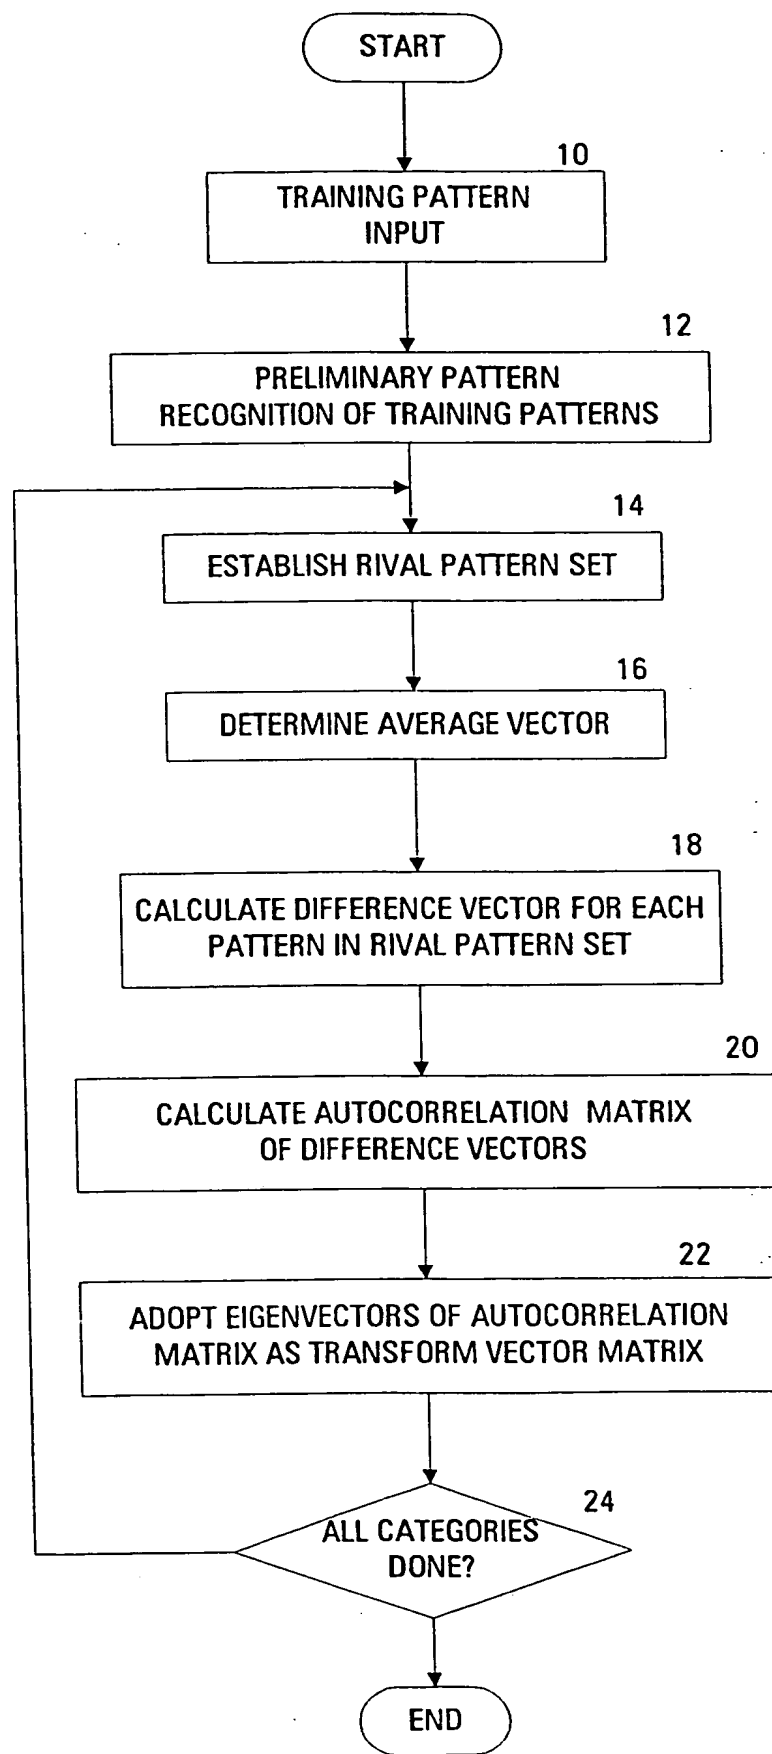 START
10
TRAINING PATTERN
INPUT
12
PRELIMINARY PATTERN
RECOGNITION OF TRAINING PATTERNS
14
ESTABLISH RIVAL PATTERN SET
16
DETERMINE AVERAGE VECTOR
18
CALCULATE DIFFERENCE VECTOR FOR EACH
PATTERN IN RIVAL PATTERN SET
20
CALCULATE AUTOCORRELATION MATRIX
OF DIFFERENCE VECTORS
22
ADOPT EIGENVECTORS OF AUTOCORRELATION
MATRIX AS TRANSFORM VECTOR MATRIX
24
ALL CATEGORIES
DONE?
END